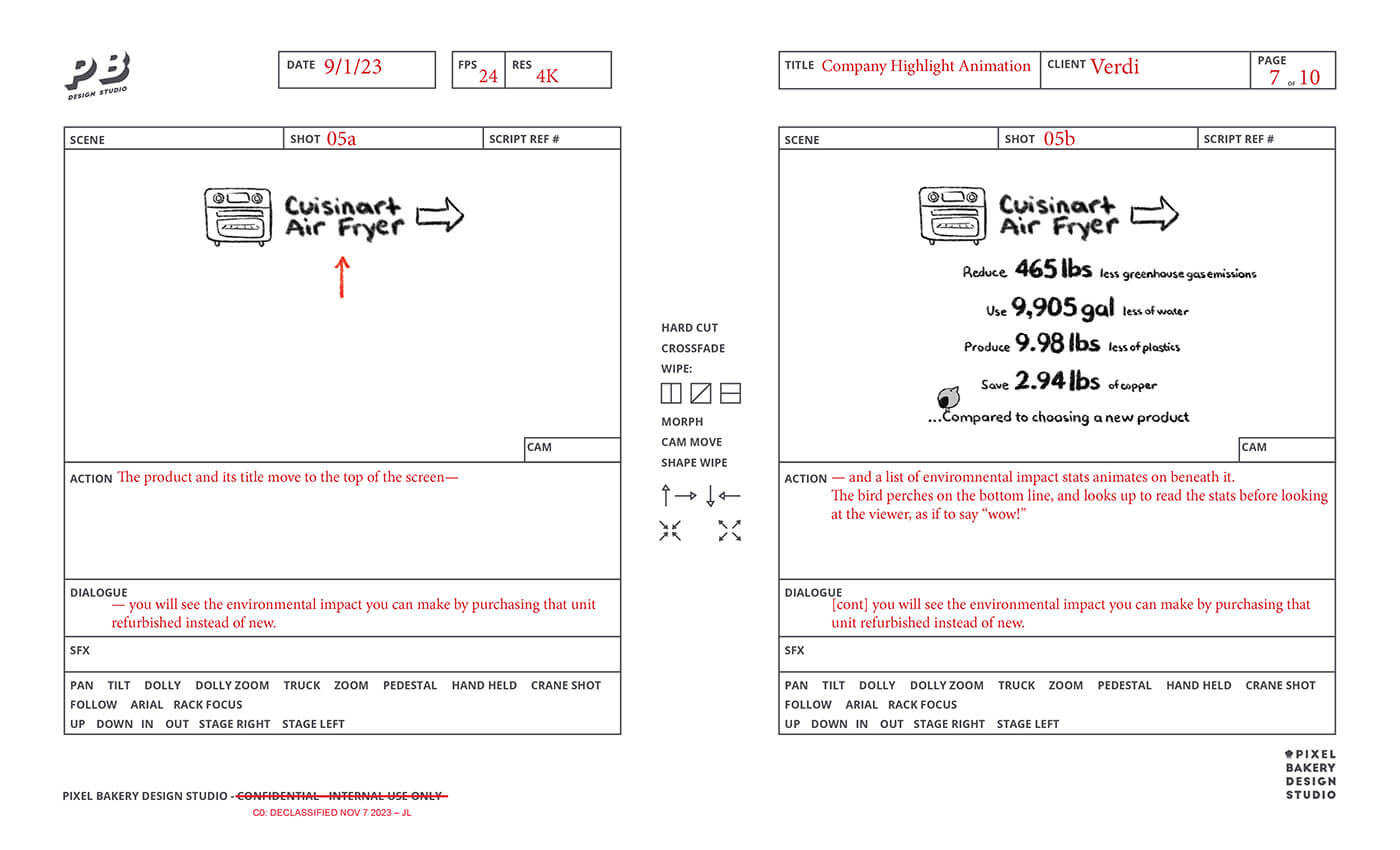 PB
DESIGN STUDIO
DATE 9/1/23
FPS 24
RES 4K
TITLE Company Highlight Animation
CLIENT Verdi
PAGE
7 OF 10
SCENE
SHOT 05a
SCRIPT REF #
Cuisinart
Air Fryer
CAM
ACTION The product and its title move to the top of the screen—
DIALOGUE
— you will see the environmental impact you can make by purchasing that unit
refurbished instead of new.
SFX
PAN TILT DOLLY DOLLY ZOOM TRUCK ZOOM PEDESTAL HAND HELD CRANE SHOT
FOLLOW ARIAL RACK FOCUS
UP DOWN IN OUT STAGE RIGHT STAGE LEFT
HARD CUT
CROSSFADE
WIPE:
MORPH
CAM MOVE
SHAPE WIPE
SCENE
SHOT 05b
SCRIPT REF #
Cuisinart
Air Fryer
Reduce 465 lbs less greenhouse gas emissions
Use 9,905 gal less of water
Produce 9.98 lbs less of plastics
Save 2.94 lbs of copper
...Compared to choosing a new product
CAM
ACTION — and a list of enviromnental impact stats animates on beneath it.
The bird perches on the bottom line, and looks up to read the stats before looking
at the viewer, as if to say “wow!”
DIALOGUE
[cont] you will see the environmental impact you can make by purchasing that
unit refurbished instead of new.
SFX
PAN TILT DOLLY DOLLY ZOOM TRUCK ZOOM PEDESTAL HAND HELD CRANE SHOT
FOLLOW ARIAL RACK FOCUS
UP DOWN IN OUT STAGE RIGHT STAGE LEFT
PIXEL BAKERY DESIGN STUDIO - CONFIDENTIAL - INTERNAL USE ONLY
C0: DECLASSIFIED NOV 7 2023 – JL
PIXEL
BAKERY
DESIGN
STUDIO